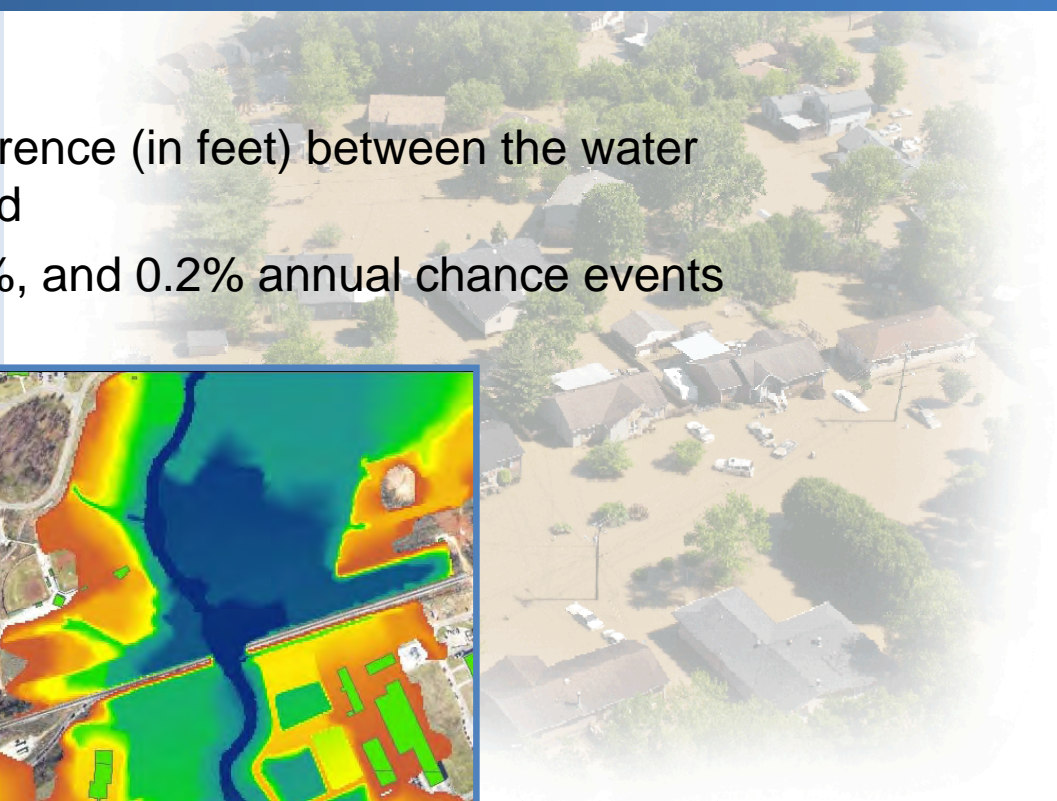 rence (in feet) between the water
d
%, and 0.2% annual chance events